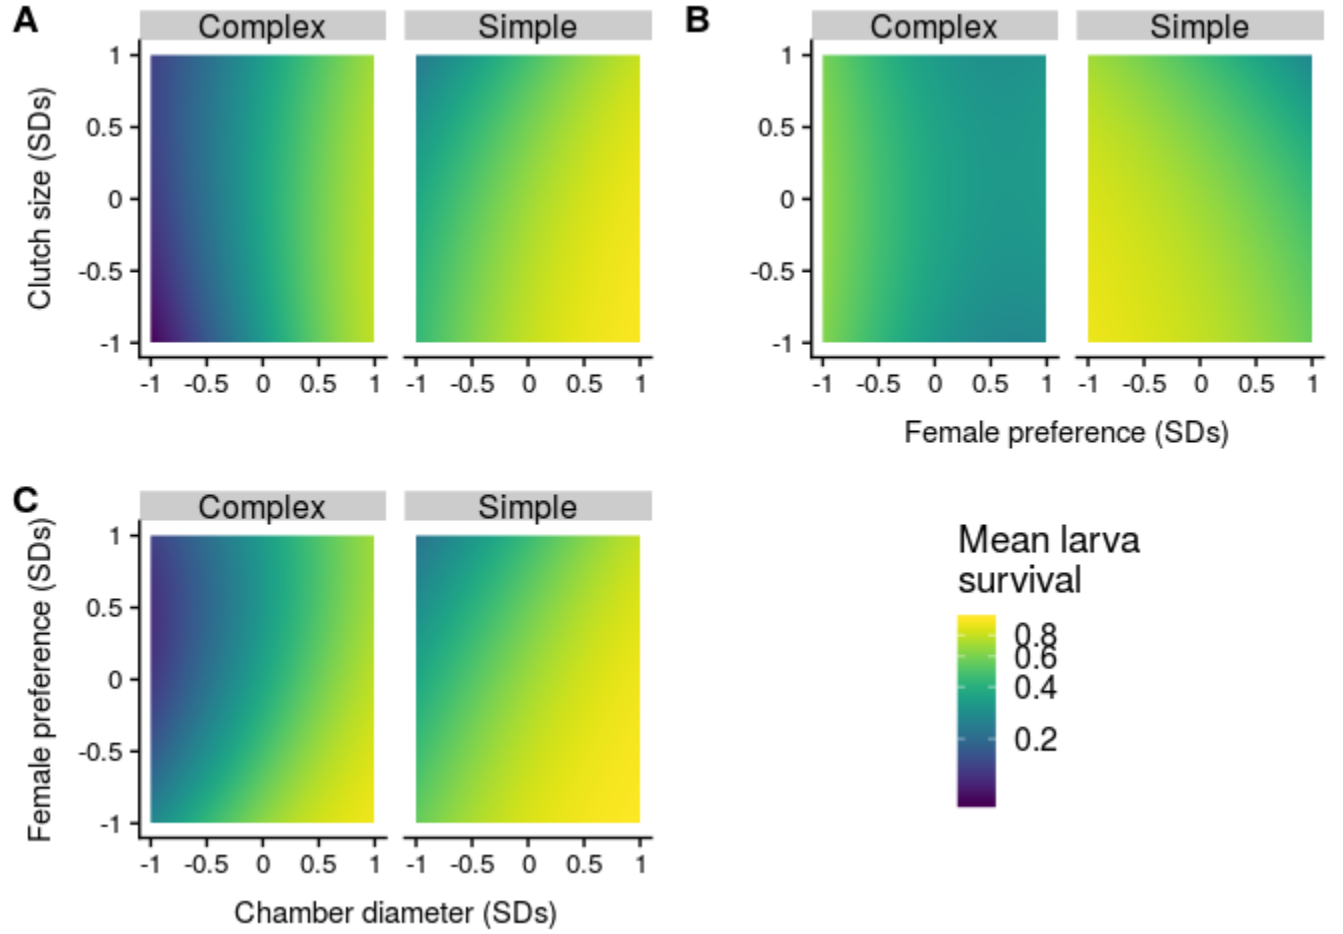 A
Complex
Simple
Clutch size (SDs)
1
0.5
0
-0.5
-1
-1 -0.5 0 0.5 1
-1 -0.5 0 0.5 1
B
Complex
Simple
1
0.5
0
-0.5
-1
-1 -0.5 0 0.5 1
-1 -0.5 0 0.5 1
Female preference (SDs)
C
Complex
Simple
Female preference (SDs)
1
0.5
0
-0.5
-1
-1 -0.5 0 0.5 1
-1 -0.5 0 0.5 1
Chamber diameter (SDs)
Mean larva
survival
0.8
0.6
0.4
0.2